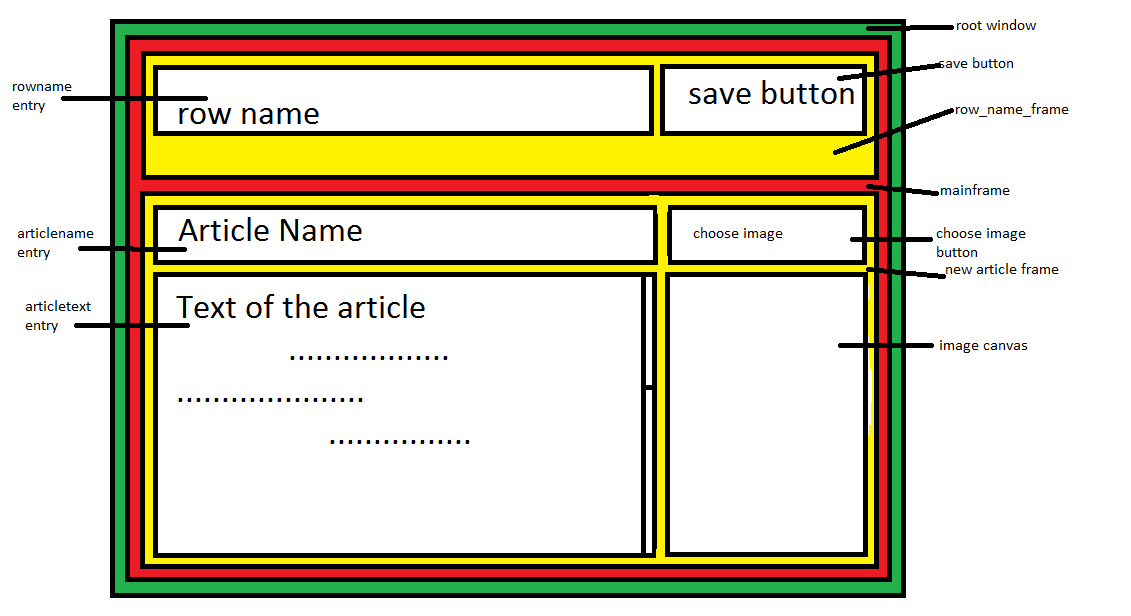 root window
save button
rowname
entry
row name
save button
row_name_frame
mainframe
articlename
entry
Article Name
choose image
choose image
button
new article frame
articletext
entry
Text of the article
..................
.....................
................
image canvas